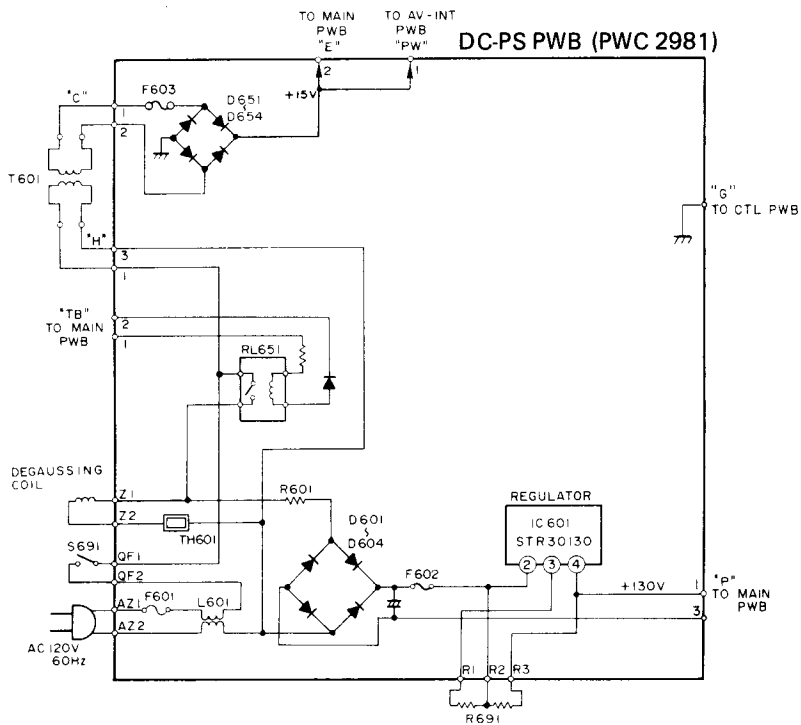 TO MAIN
PWB
"E"
TO AV-INT
PWB
"PW"
DC-PS PWB (PWC 2981)
2
1
+15V
"C"
F603
D651
~
D654
1
2
T601
"G"
TO CTL PWB
"H"
3
1
"TB"
TO MAIN
PWB
2
1
RL651
DEGAUSSING
COIL
Z1
Z2
TH601
R601
D601
~
D604
REGULATOR
IC601
STR30130
2 3 4
S691
QF1
QF2
F602
+130V
1
"P"
TO MAIN
PWB
3
AZ1
F601
L601
AZ2
AC120V
60Hz
R1 R2 R3
R691